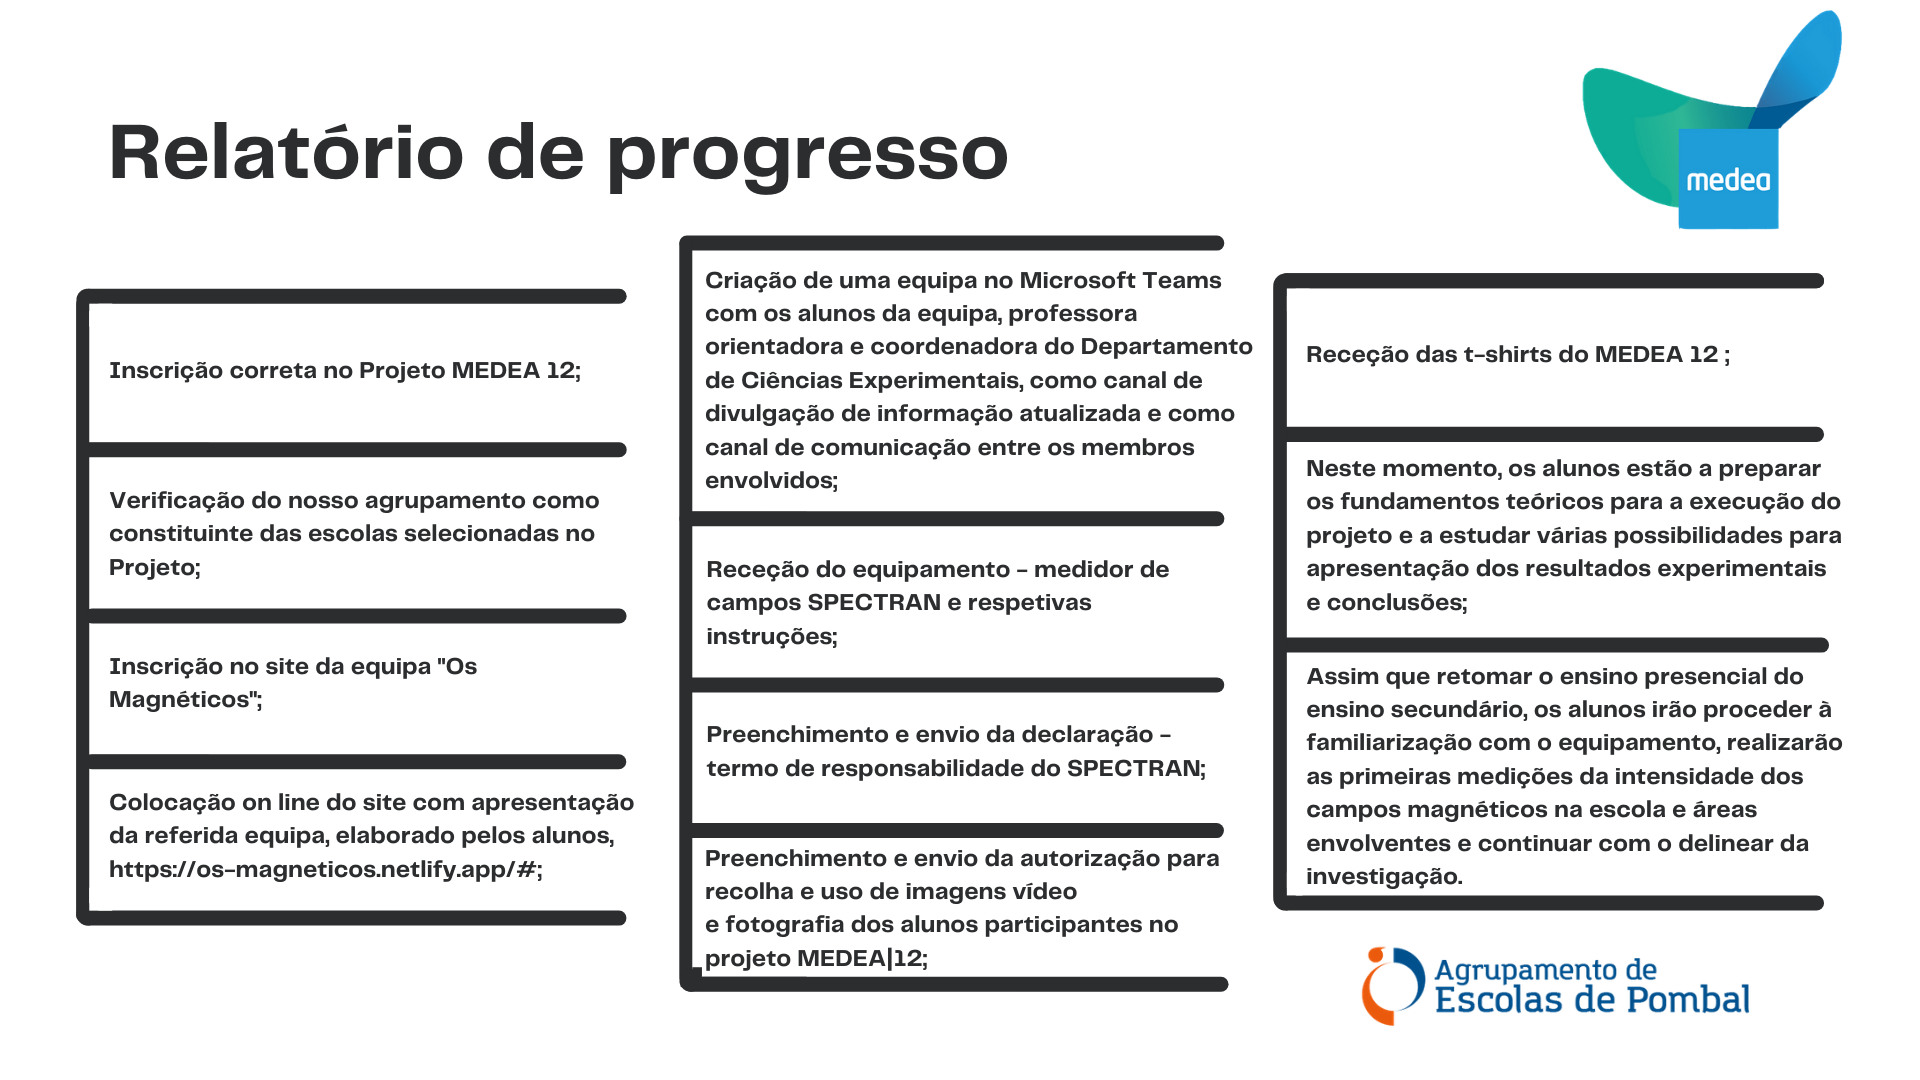 Relatório de progresso
medea
Inscrição correta no Projeto MEDEA 12;
Verificação do nosso agrupamento como
constituinte das escolas selecionadas no
Projeto;
Inscrição no site da equipa "Os
Magnéticos";
Colocação on line do site com apresentação
da referida equipa, elaborado pelos alunos,
https://os-magneticos.netlify.app/#;
Criação de uma equipa no Microsoft Teams
com os alunos da equipa, professora
orientadora e coordenadora do Departamento
de Ciências Experimentais, como canal de
divulgação de informação atualizada e como
canal de comunicação entre os membros
envolvidos;
Receção do equipamento - medidor de
campos SPECTRAN e respetivas
instruções;
Preenchimento e envio da declaração -
termo de responsabilidade do SPECTRAN;
Preenchimento e envio da autorização para
recolha e uso de imagens vídeo
e fotografia dos alunos participantes no
projeto MEDEA|12;
Receção das t-shirts do MEDEA 12 ;
Neste momento, os alunos estão a preparar
os fundamentos teóricos para a execução do
projeto e a estudar várias possibilidades para
apresentação dos resultados experimentais
e conclusões;
Assim que retomar o ensino presencial do
ensino secundário, os alunos irão proceder à
familiarização com o equipamento, realizarão
as primeiras medições da intensidade dos
campos magnéticos na escola e áreas
envolventes e continuar com o delinear da
investigação.
Agrupamento de
Escolas de Pombal